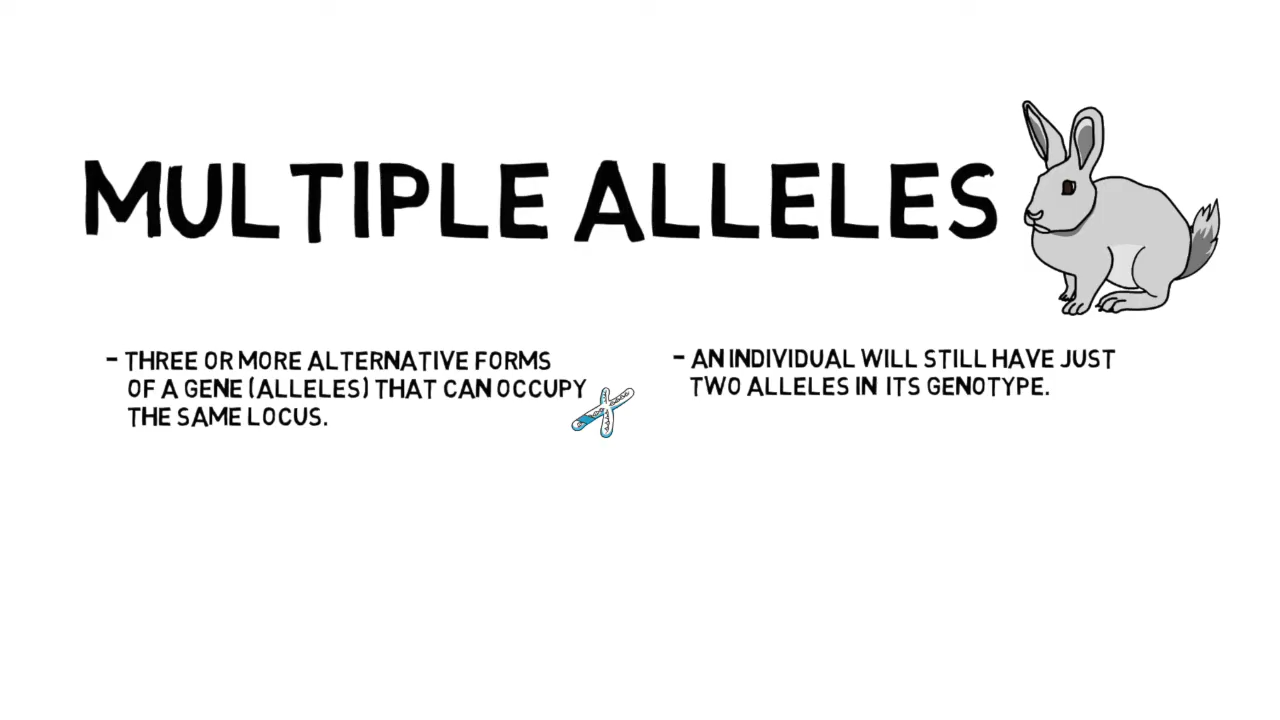 MULTIPLE ALLELES
- THREE OR MORE ALTERNATIVE FORMS
OF A GENE (ALLELES) THAT CAN OCCUPY
THE SAME LOCUS.
- AN INDIVIDUAL WILL STILL HAVE JUST
TWO ALLELES IN ITS GENOTYPE.